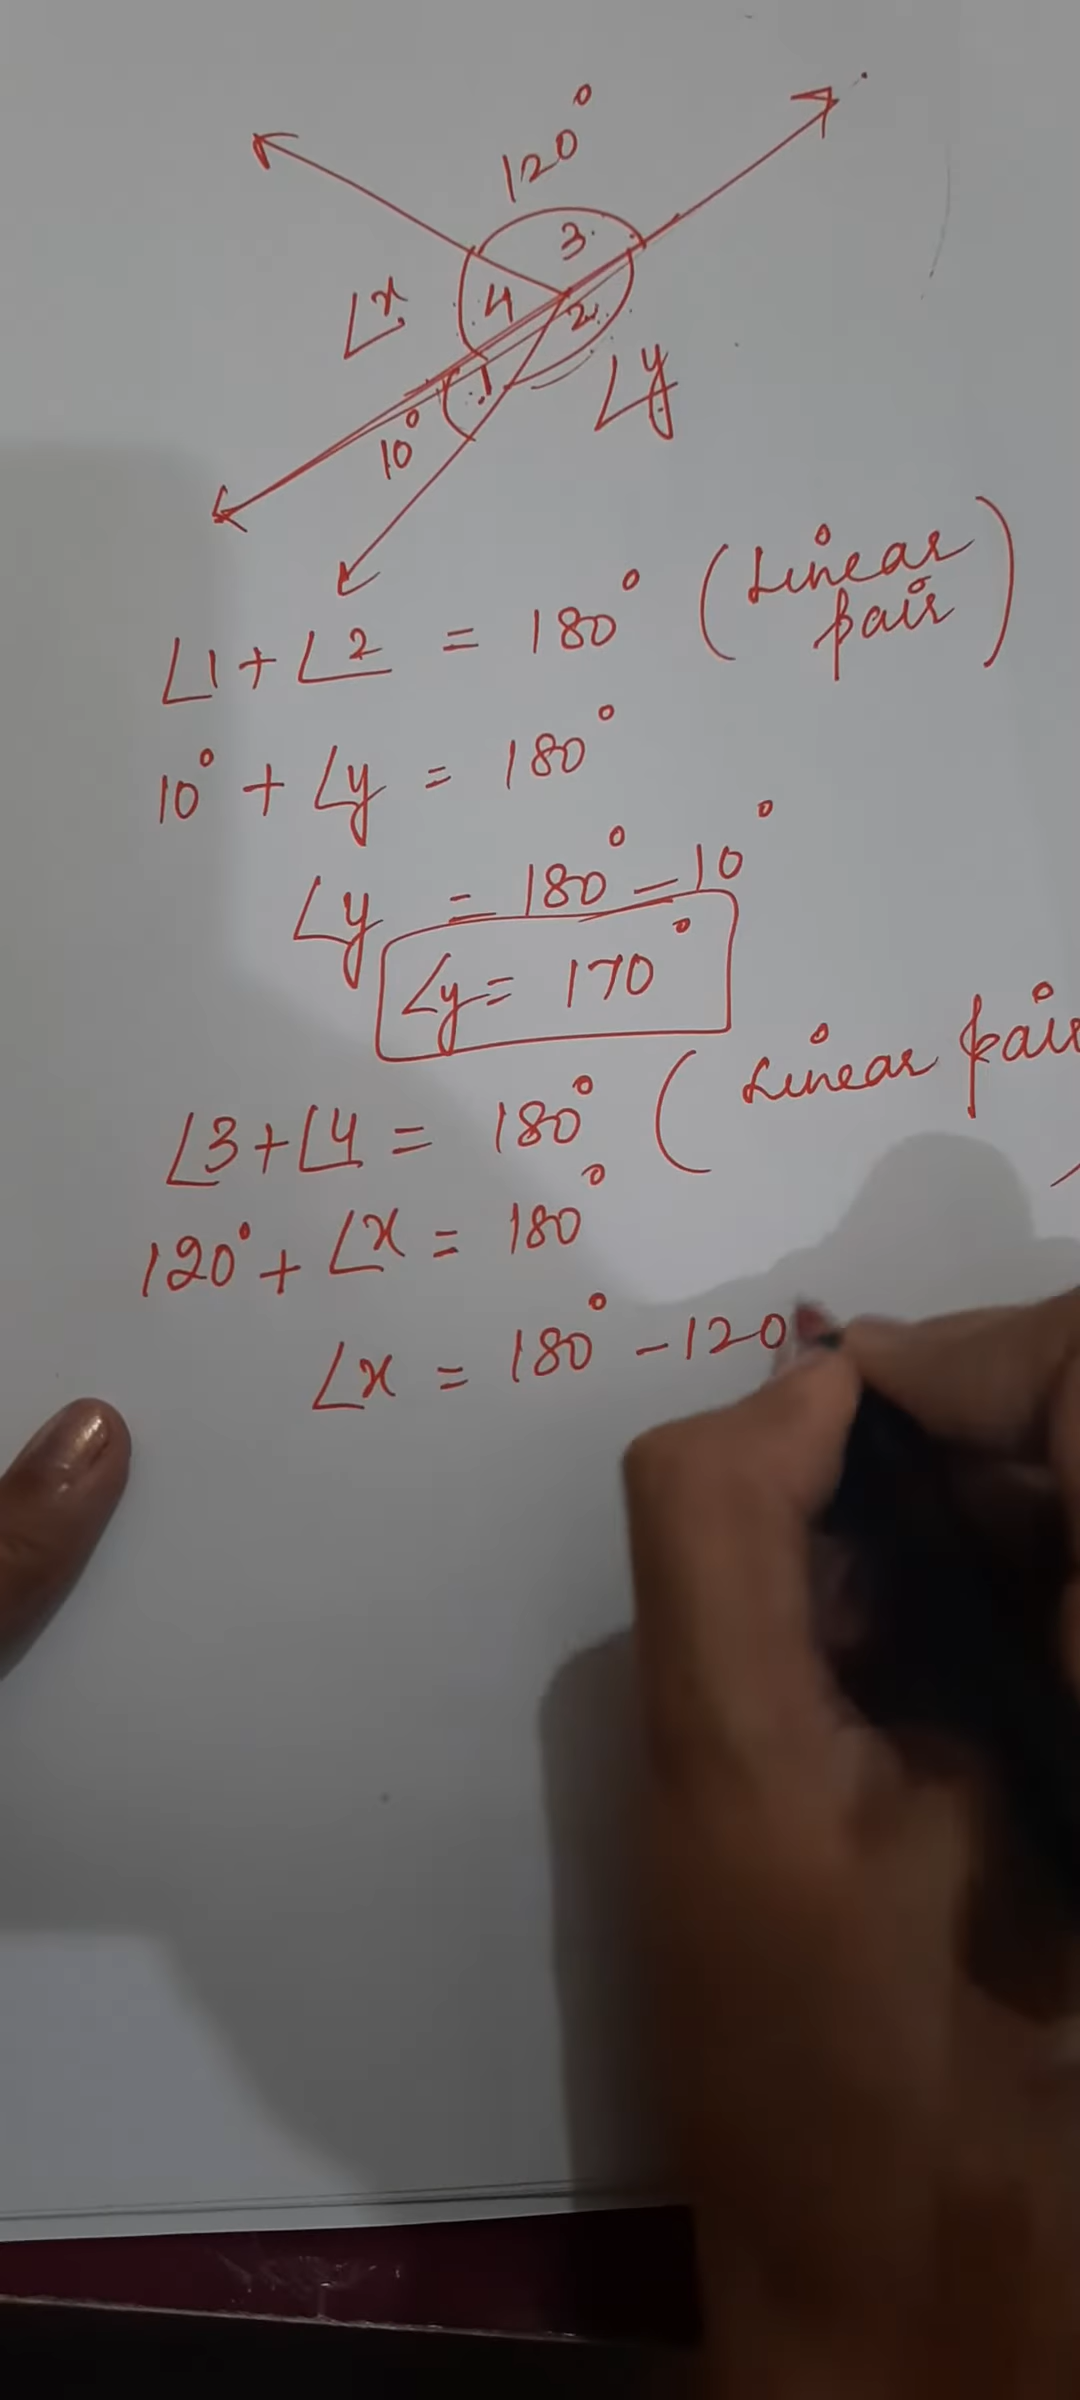 120°
3
∠x
4
2
∠y
1
10°
∠1 + ∠2 = 180° (Linear pair)
10° + ∠y = 180°
∠y = 180° - 10°
∠y = 170°
∠3 + ∠4 = 180° (Linear pair
120° + ∠x = 180°
∠x = 180° - 120